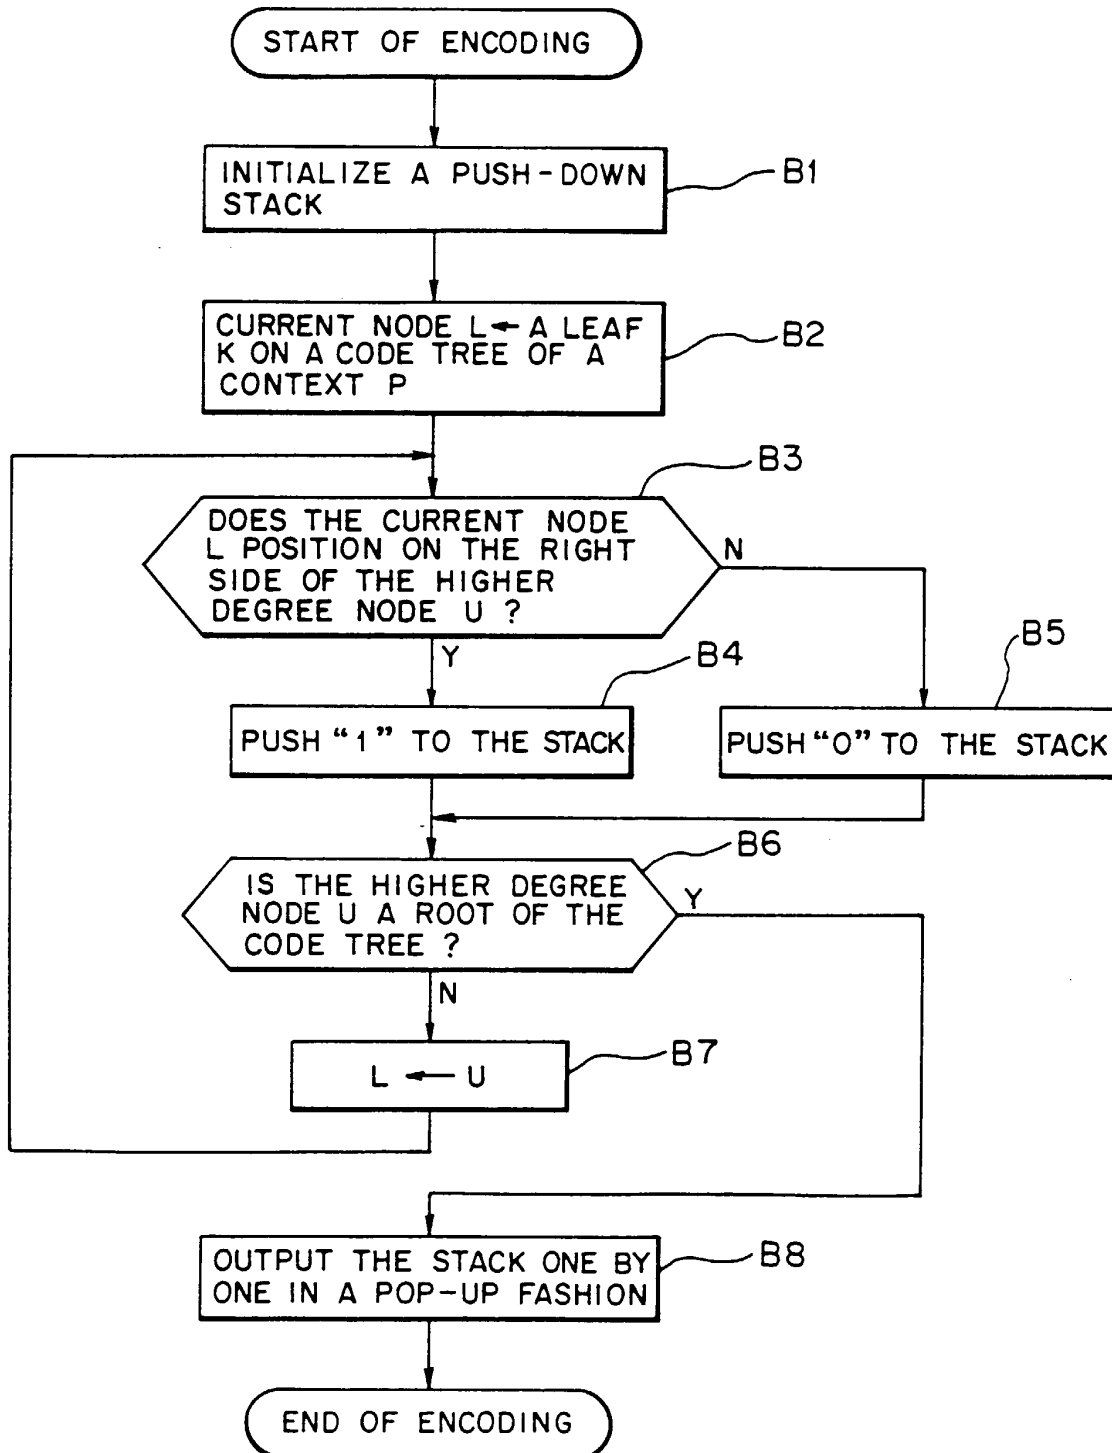 START OF ENCODING
INITIALIZE A PUSH-DOWN
STACK
B1
CURRENT NODE L← A LEAF
K ON A CODE TREE OF A
CONTEXT P
B2
B3
DOES THE CURRENT NODE
L POSITION ON THE RIGHT
SIDE OF THE HIGHER
DEGREE NODE U ?
N
Y
B4
B5
PUSH "1" TO THE STACK
PUSH "0" TO THE STACK
B6
IS THE HIGHER DEGREE
NODE U A ROOT OF THE
CODE TREE ?
Y
N
B7
L ← U
OUTPUT THE STACK ONE BY
ONE IN A POP-UP FASHION
B8
END OF ENCODING